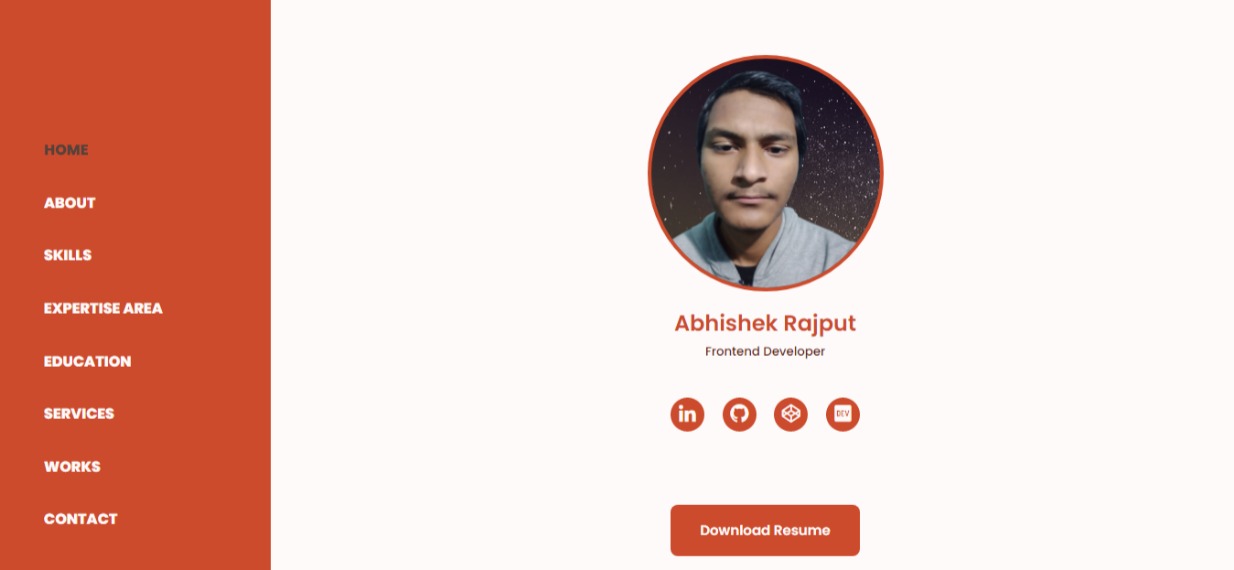 HOME
ABOUT
SKILLS
EXPERTISE AREA
EDUCATION
SERVICES
WORKS
CONTACT
Abhishek Rajput
Frontend Developer
in
DEV
Download Resume